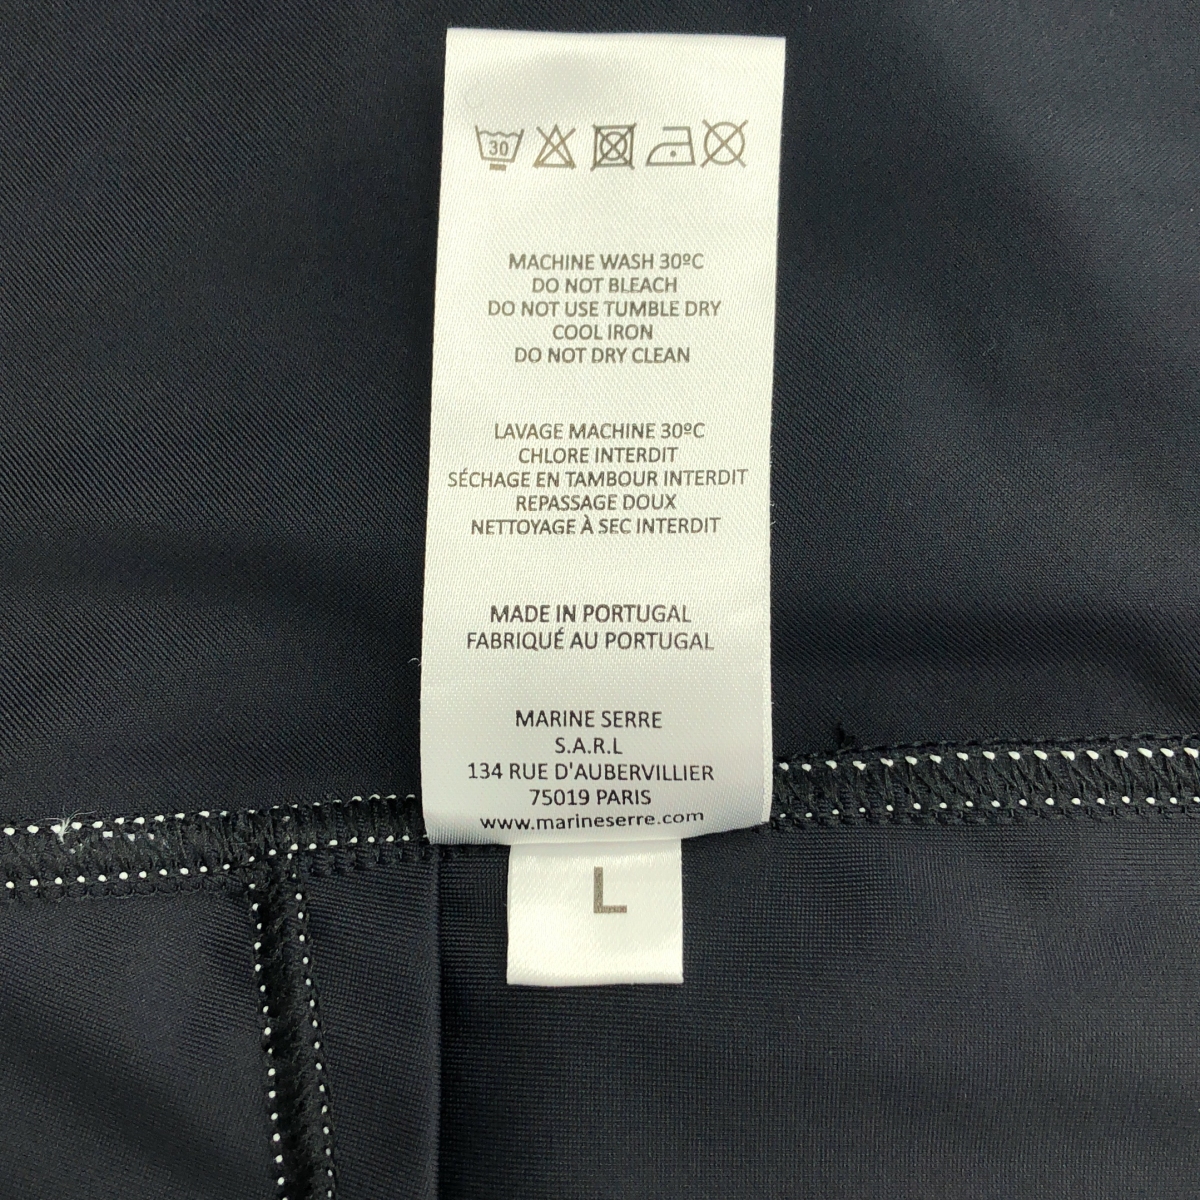 30
MACHINE WASH 30ºC
DO NOT BLEACH
DO NOT USE TUMBLE DRY
COOL IRON
DO NOT DRY CLEAN
LAVAGE MACHINE 30ºC
CHLORE INTERDIT
SÉCHAGE EN TAMBOUR INTERDIT
REPASSAGE DOUX
NETTOYAGE À SEC INTERDIT
MADE IN PORTUGAL
FABRIQUÉ AU PORTUGAL
MARINE SERRE
S.A.R.L
134 RUE D'AUBERVILLIER
75019 PARIS
www.marineserre.com
L